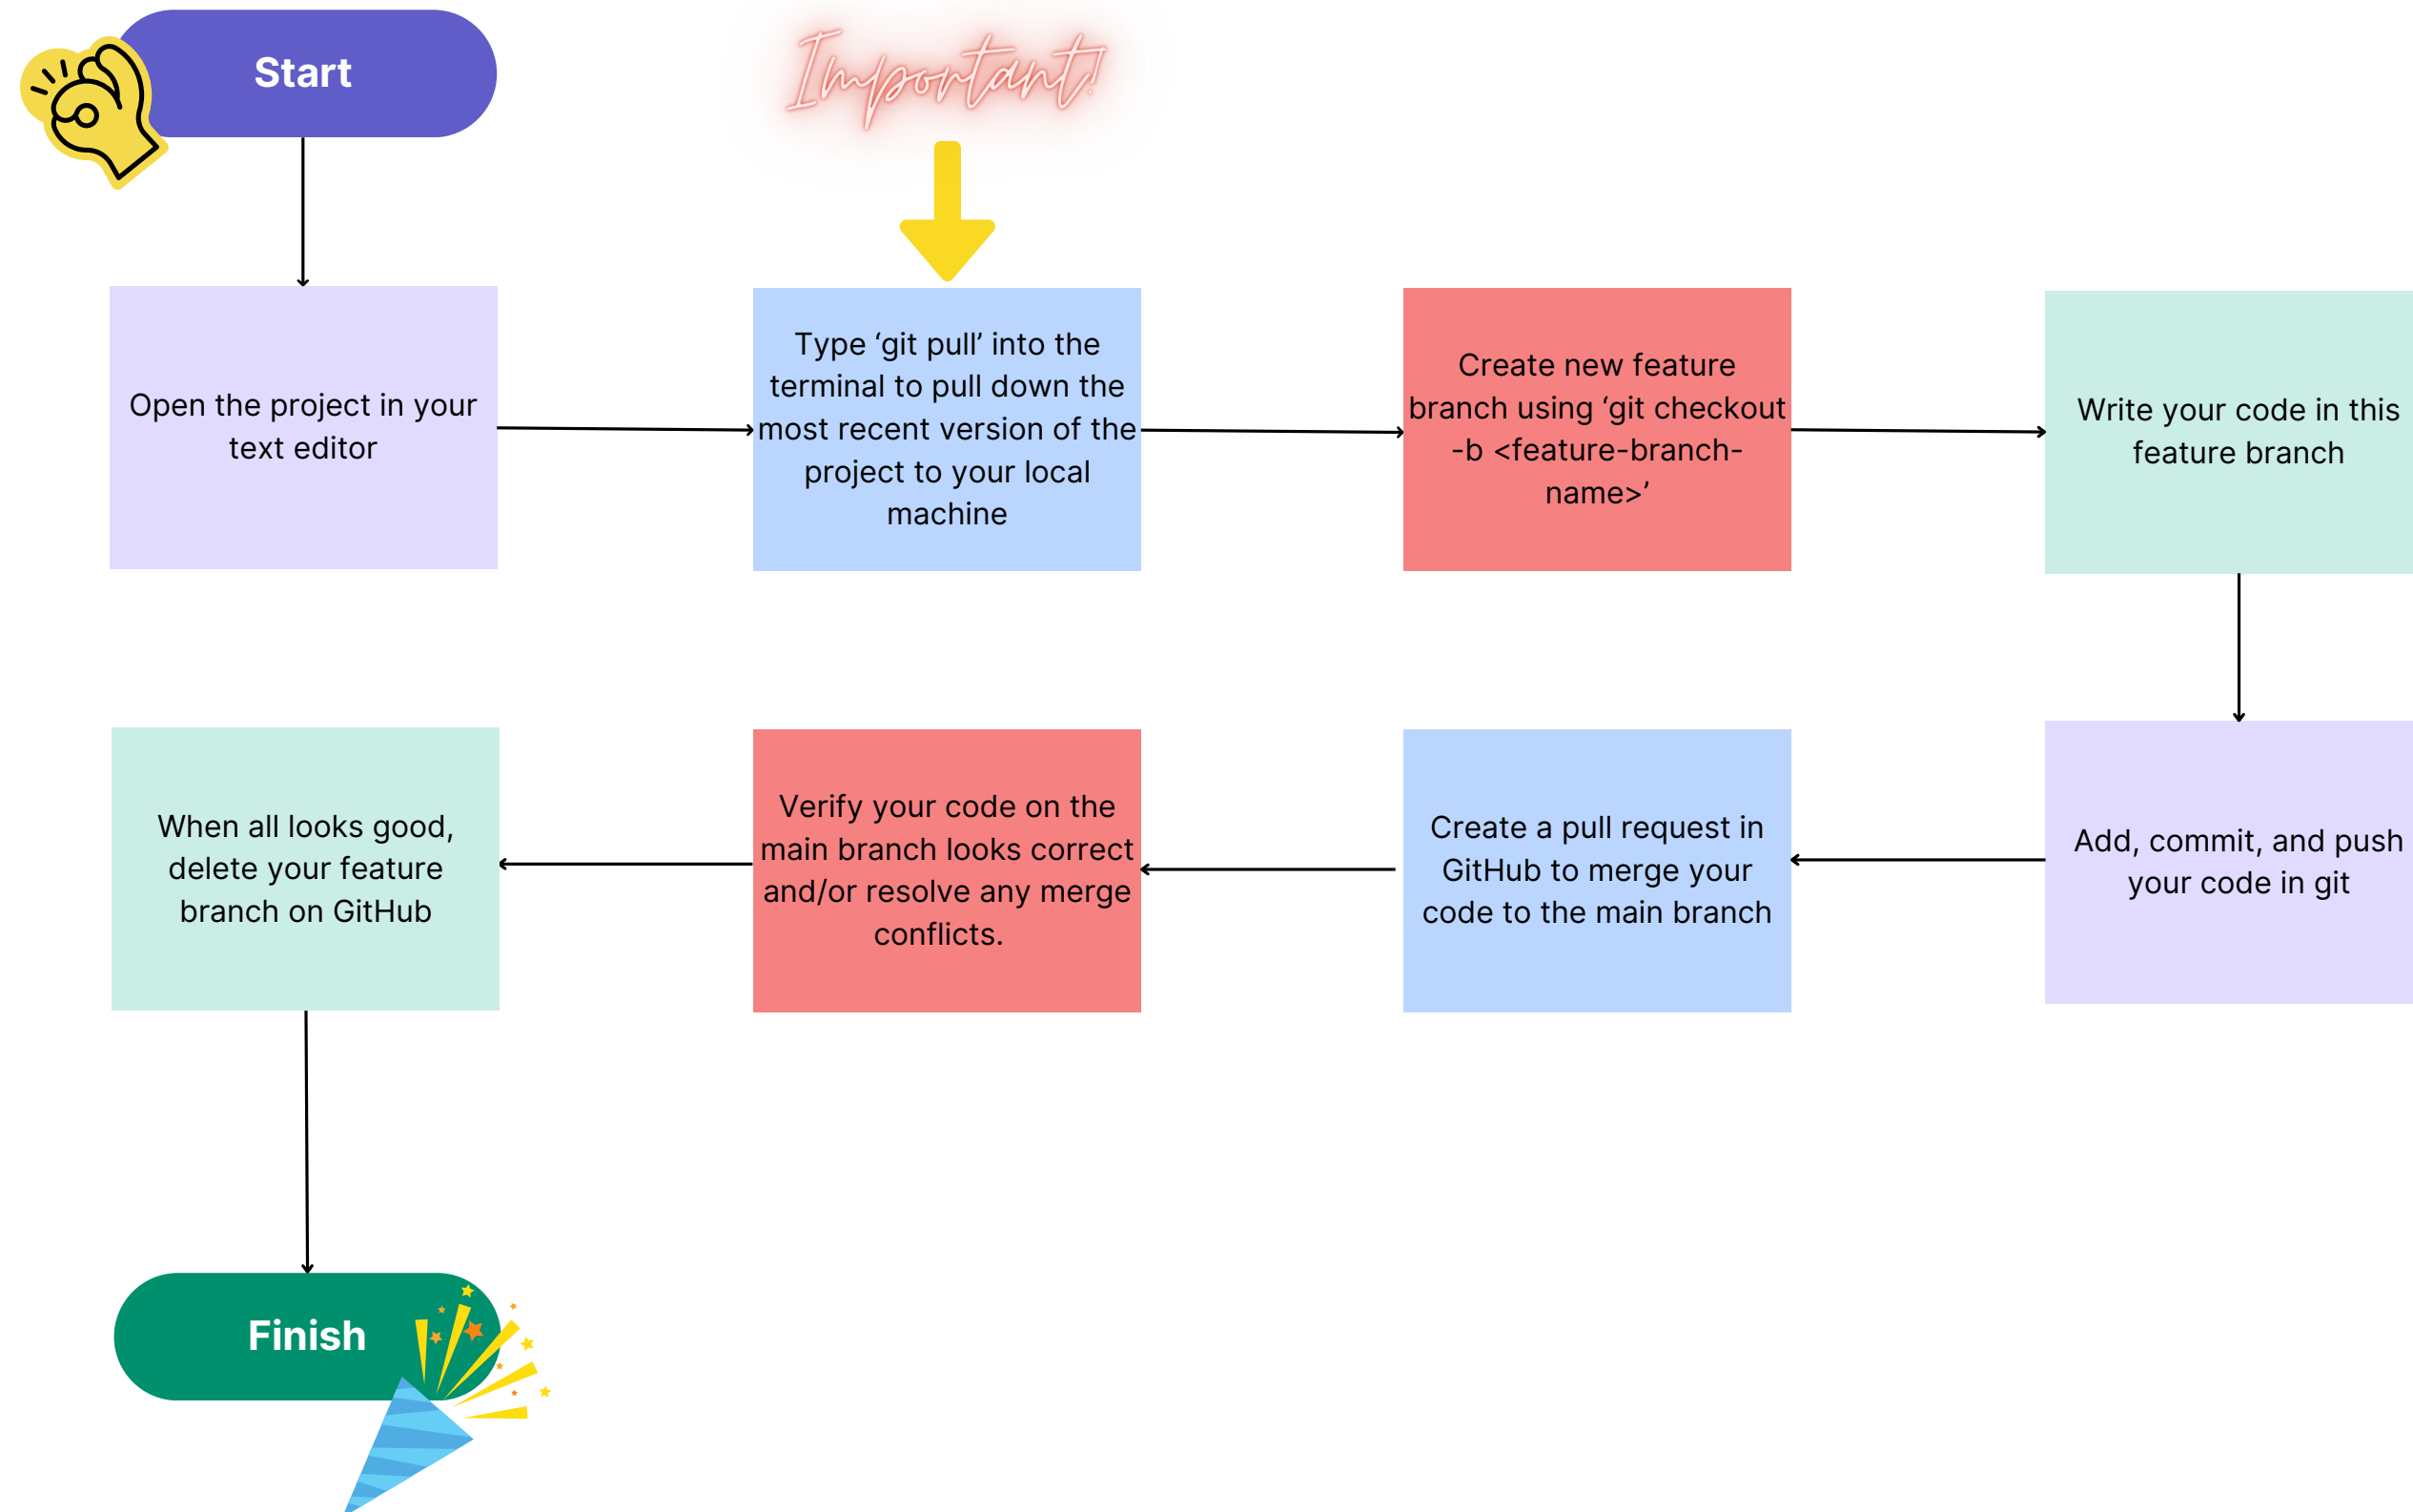 Start
Important!
Open the project in your
text editor
Type ‘git pull’ into the
terminal to pull down the
most recent version of the
project to your local
machine
Create new feature
branch using ‘git checkout
-b <feature-branch-
name>’
Write your code in this
feature branch
Add, commit, and push
your code in git
Create a pull request in
GitHub to merge your
code to the main branch
Verify your code on the
main branch looks correct
and/or resolve any merge
conflicts.
When all looks good,
delete your feature
branch on GitHub
Finish